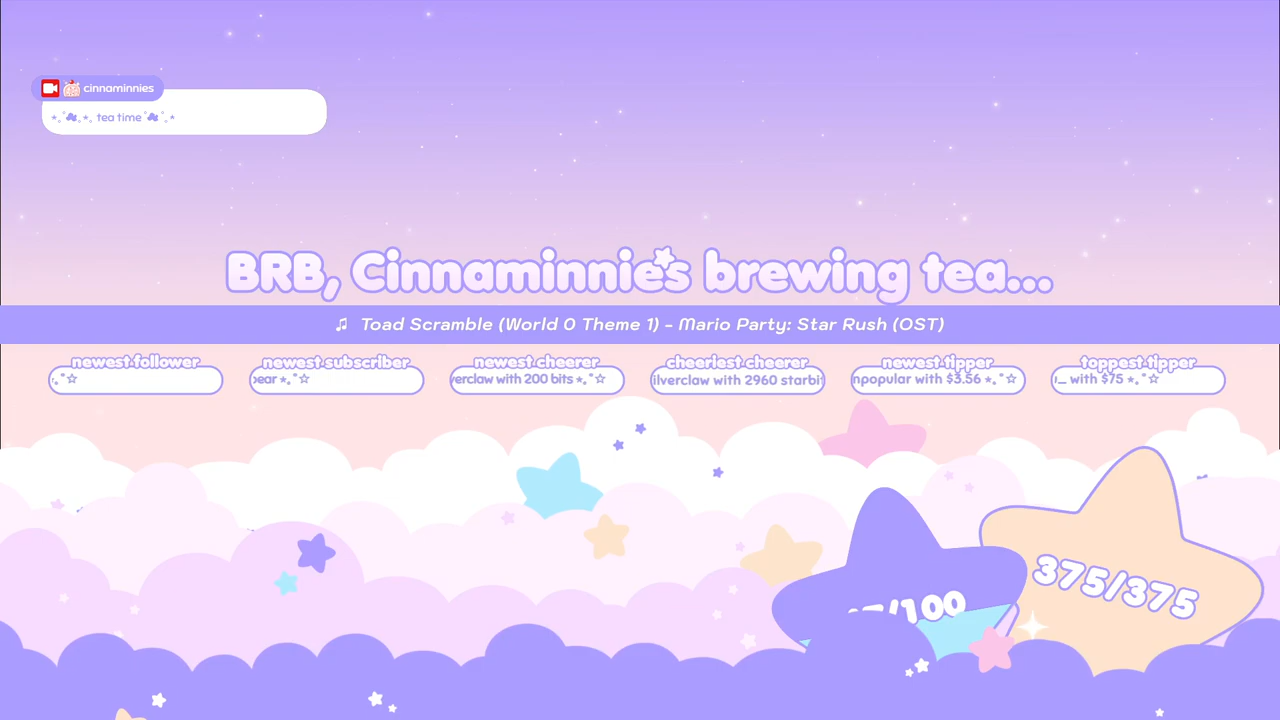 cinnaminnies
tea time
BRB, Cinnaminnies brewing tea...
♫ Toad Scramble (World 0 Theme 1) - Mario Party: Star Rush (OST)
newest follower
newest subscriber
newest cheerer
cheeriest cheerer
newest tipper
toppest tipper
ear ⋆｡˚☆
verclaw with 200 bits ⋆｡˚☆
ilverclaw with 2960 starbit
npopular with $3.56 ⋆｡˚☆
_ with $75 ⋆｡˚☆
375/375
/100